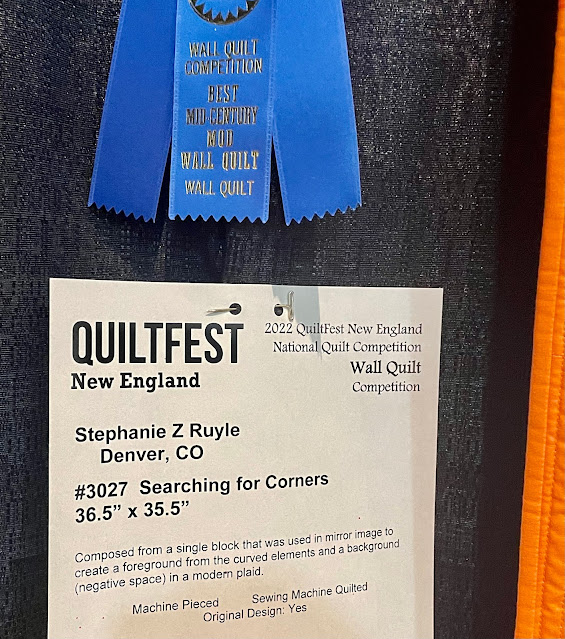 WALL QUILT
COMPETITION
BEST
MID-CENTURY
MOD
WALL QUILT
WALL QUILT
QUILTFEST
New England
2022 QuiltFest New England
National Quilt Competition
Wall Quilt
Competition
Stephanie Z Ruyle
Denver, CO
#3027 Searching for Corners
36.5” x 35.5”
Composed from a single block that was used in mirror image to
create a foreground from the curved elements and a background
(negative space) in a modern plaid.
Machine Pieced Sewing Machine Quilted
Original Design: Yes